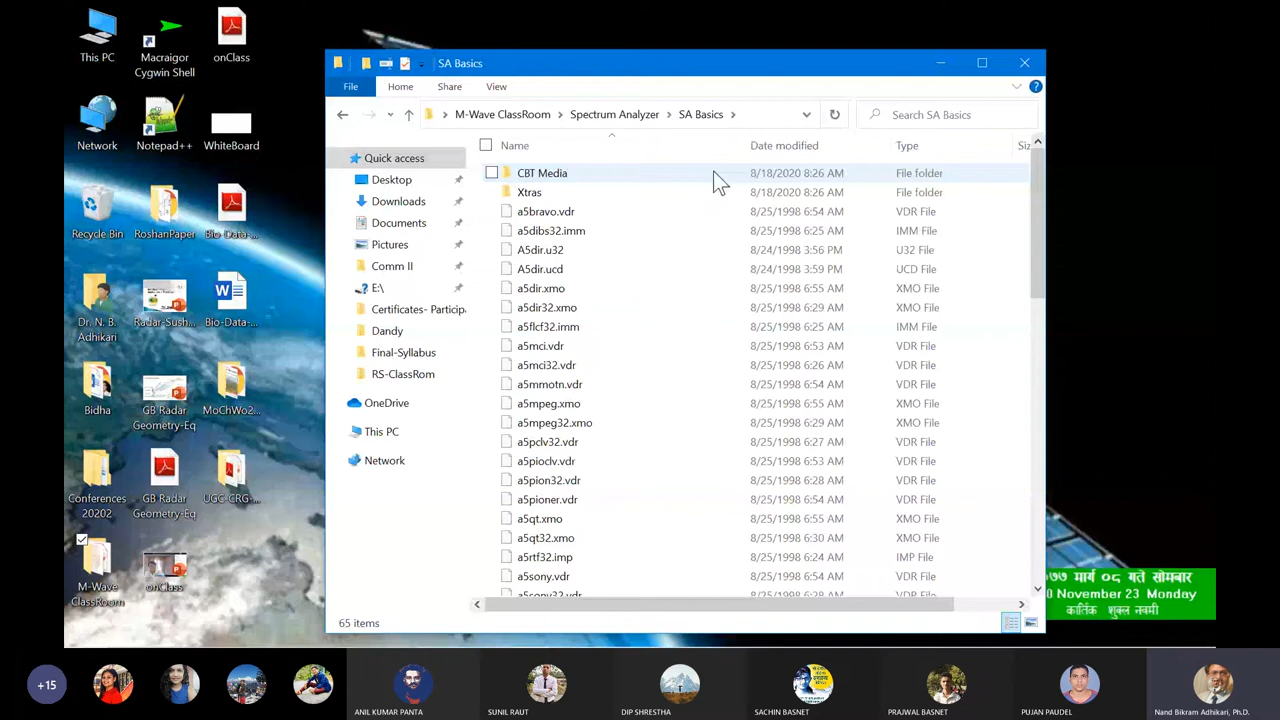 This PC
Macraigor
Cygwin Shell
onClass
Network
Notepad++
WhiteBoard
Recycle Bin
RoshanPaper
Bio-Data-...
Dr. N. B.
Adhikari
Radar-Sush...
Bio-Data-...
Bidha
GB Radar
Geometry-Eq
MoChWo2...
Conferences
20202
GB Radar
Geometry-Eq
UGC-CRG-...
M-Wave
ClassRoom
onClass
SA Basics
File
Home
Share
View
M-Wave ClassRoom
Spectrum Analyzer
SA Basics
Search SA Basics
Quick access
Desktop
Downloads
Documents
Pictures
Comm II
E:\
Certificates- Particip
Dandy
Final-Syllabus
RS-ClassRom
OneDrive
This PC
Network
Name Date modified Type Siz
CBT Media 8/18/2020 8:26 AM File folder
Xtras 8/18/2020 8:26 AM File folder
a5bravo.vdr 8/25/1998 6:54 AM VDR File
a5dibs32.imm 8/25/1998 6:25 AM IMM File
A5dir.u32 8/24/1998 3:56 PM U32 File
A5dir.ucd 8/24/1998 3:59 PM UCD File
a5dir.xmo 8/25/1998 6:55 AM XMO File
a5dir32.xmo 8/25/1998 6:29 AM XMO File
a5flcf32.imm 8/25/1998 6:25 AM IMM File
a5mci.vdr 8/25/1998 6:54 AM VDR File
a5mci32.vdr 8/25/1998 6:26 AM VDR File
a5mmotn.vdr 8/25/1998 6:54 AM VDR File
a5mpeg.xmo 8/25/1998 6:55 AM XMO File
a5mpeg32.xmo 8/25/1998 6:29 AM XMO File
a5pclv32.vdr 8/25/1998 6:27 AM VDR File
a5pioclv.vdr 8/25/1998 6:53 AM VDR File
a5pion32.vdr 8/25/1998 6:28 AM VDR File
a5pioner.vdr 8/25/1998 6:54 AM VDR File
a5qt.xmo 8/25/1998 6:55 AM XMO File
a5qt32.xmo 8/25/1998 6:30 AM XMO File
a5rtf32.imp 8/25/1998 6:24 AM IMP File
a5sony.vdr 8/25/1998 6:54 AM VDR File
a5sony32.vdr
65 items
७७ मार्ग ०८ गते सोमबार
0 November 23 Monday
कार्तिक शुक्ल नवमी
+15
ANIL KUMAR PANTA
SUNIL RAUT
DIP SHRESTHA
SACHIN BASNET
PRAJWAL BASNET
PUJAN PAUDEL
Nand Bikram Adhikari, Ph.D.